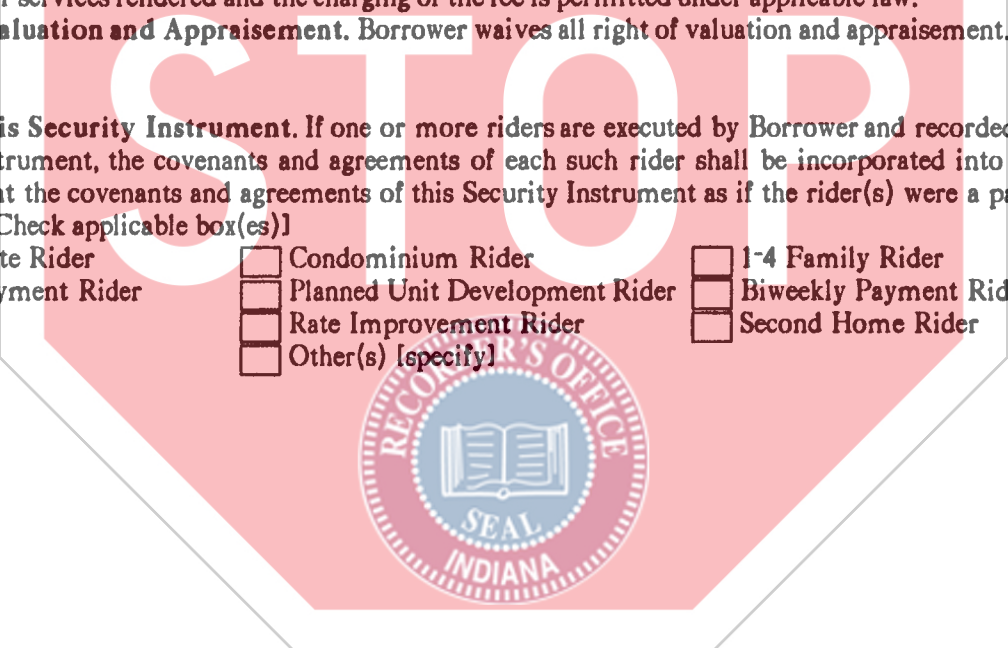 services rendered and the charging of the fee is permitted under applicable law.
aluation and Appraisement. Borrower waives all right of valuation and appraisement.
STOP
is Security Instrument. If one or more riders are executed by Borrower and recorded
trument, the covenants and agreements of each such rider shall be incorporated into
t the covenants and agreements of this Security Instrument as if the rider(s) were a pa
Check applicable box(es)]
te Rider Condominium Rider 1-4 Family Rider
yment Rider Planned Unit Development Rider Biweekly Payment Rid
Rate Improvement Rider Second Home Rider
Other(s) [specify]
RECORDER'S OFFICE
SEAL
INDIANA